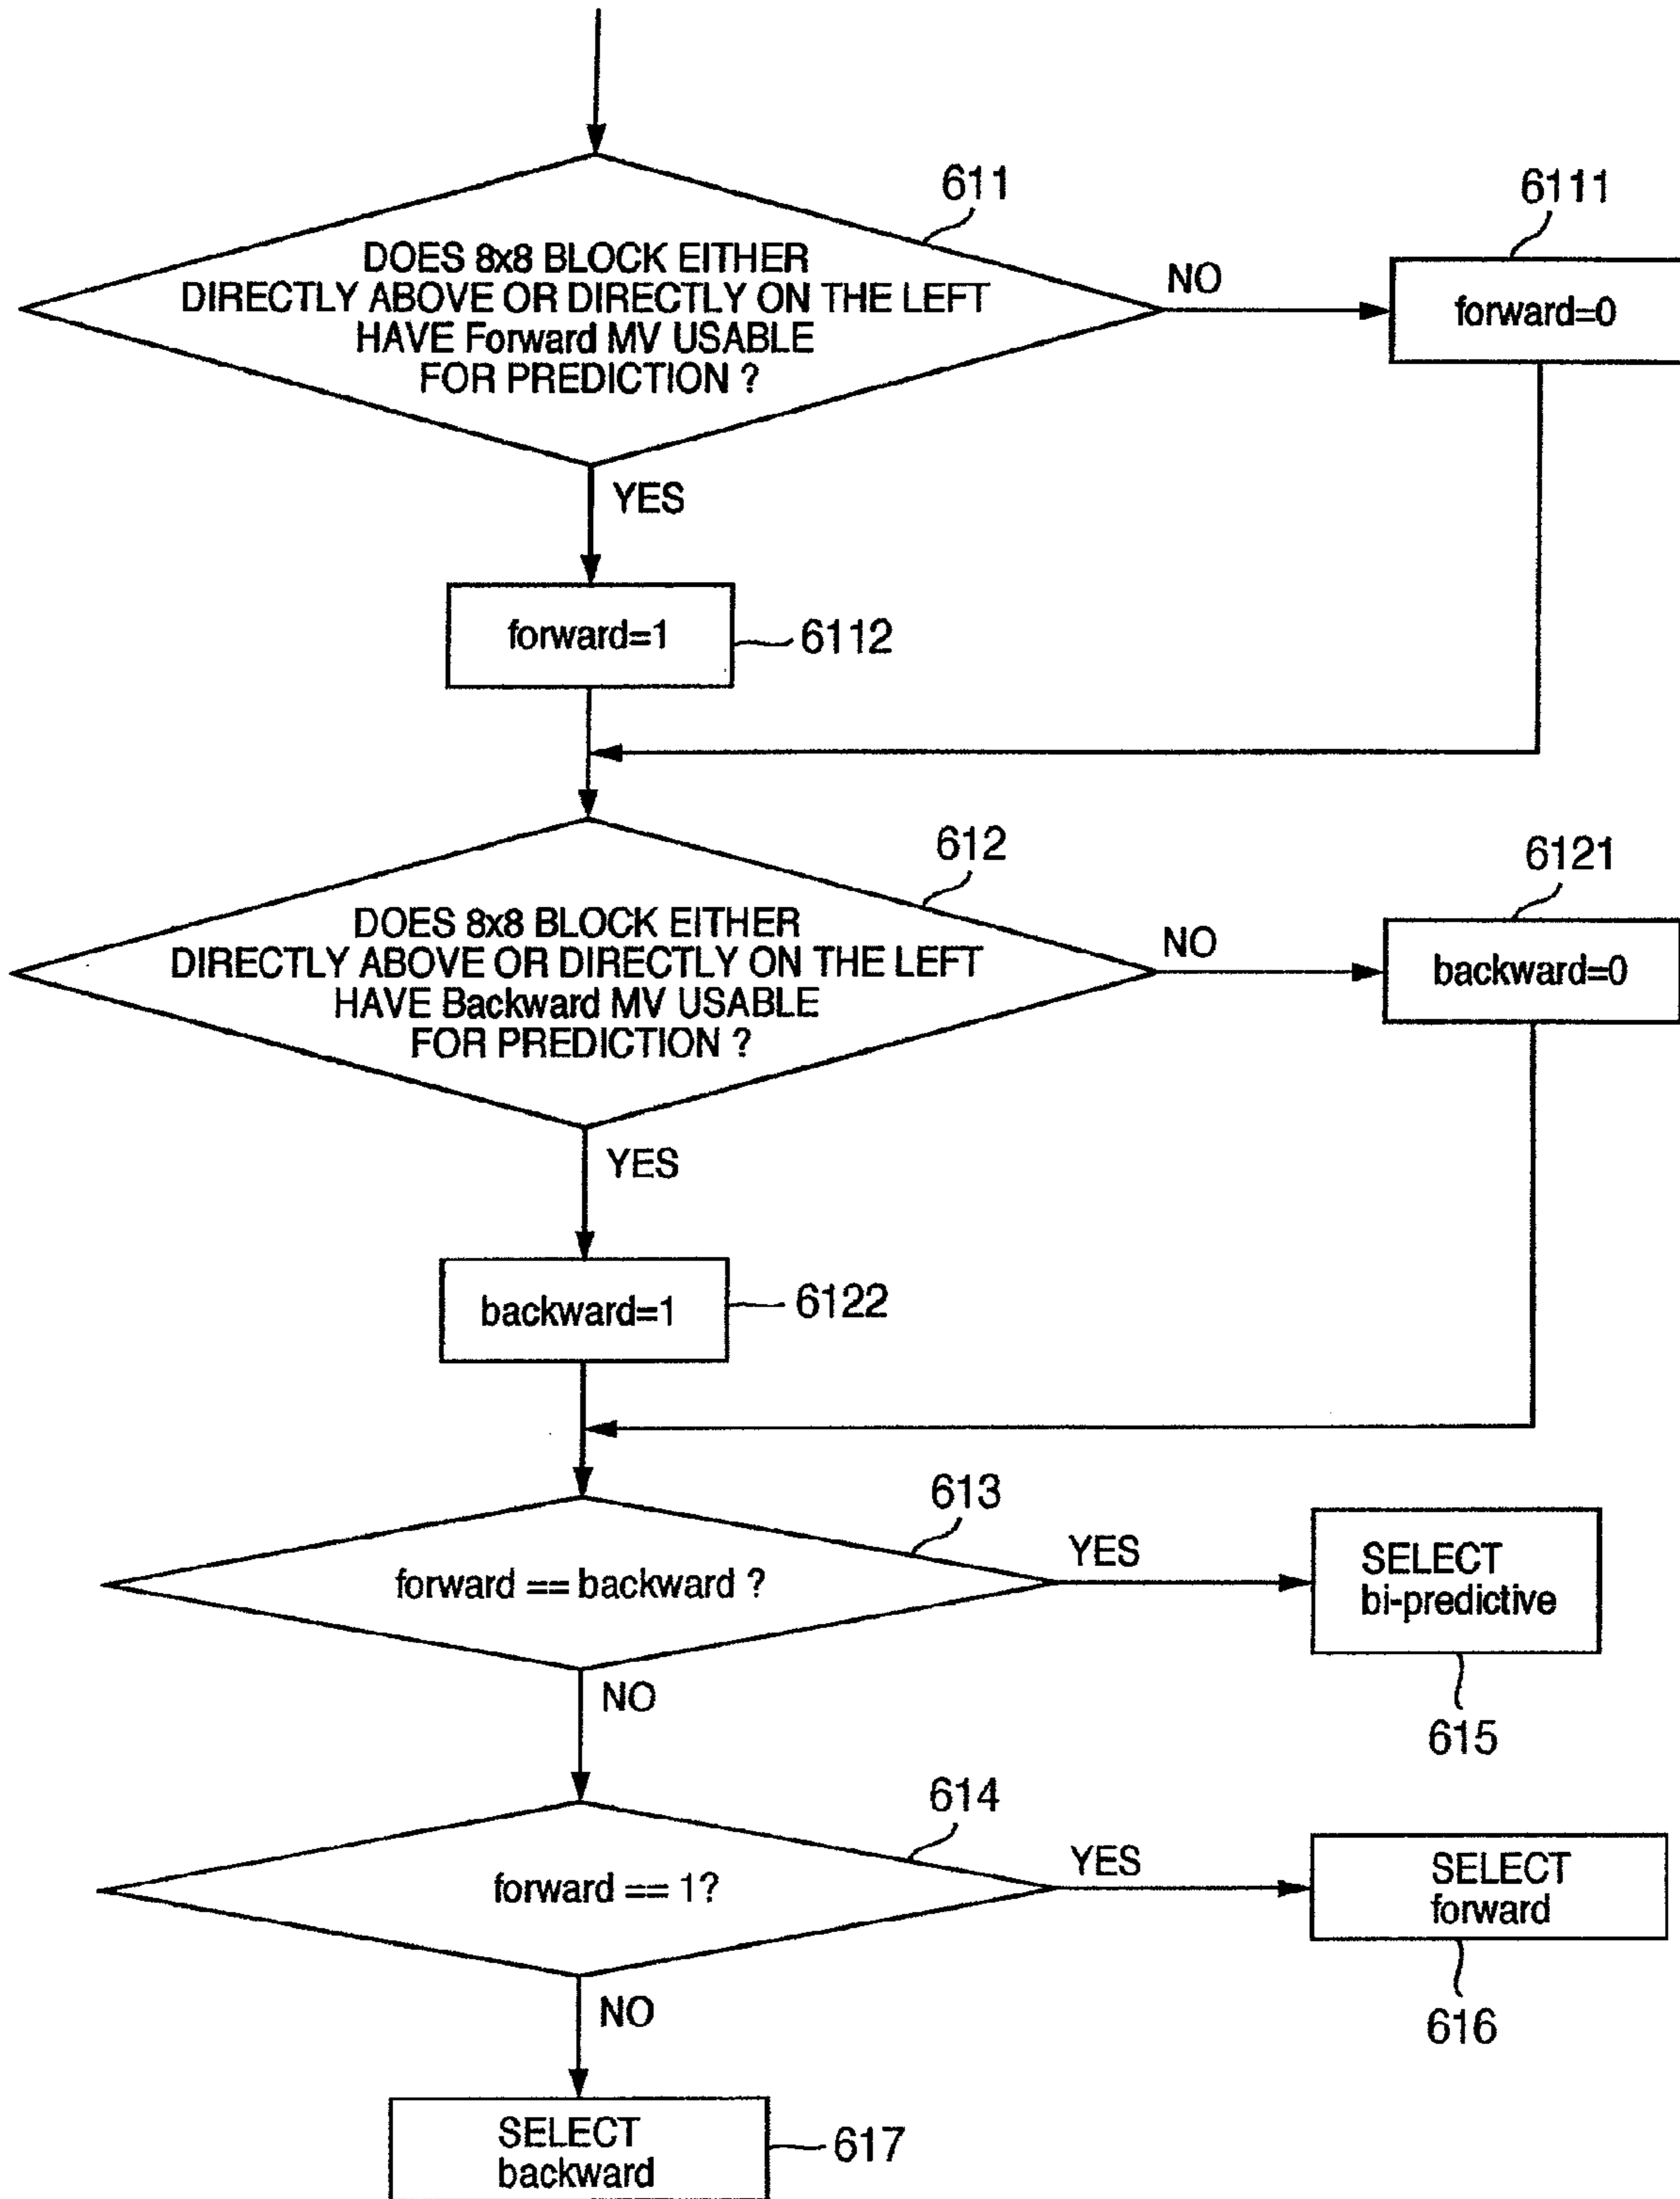 611
6111
DOES 8x8 BLOCK EITHER
DIRECTLY ABOVE OR DIRECTLY ON THE LEFT
HAVE Forward MV USABLE
FOR PREDICTION ?
NO
forward=0
YES
forward=1
6112
612
6121
DOES 8x8 BLOCK EITHER
DIRECTLY ABOVE OR DIRECTLY ON THE LEFT
HAVE Backward MV USABLE
FOR PREDICTION ?
NO
backward=0
YES
backward=1
6122
613
forward == backward ?
YES
SELECT
bi-predictive
615
NO
614
forward == 1?
YES
SELECT
forward
616
NO
SELECT
backward
617